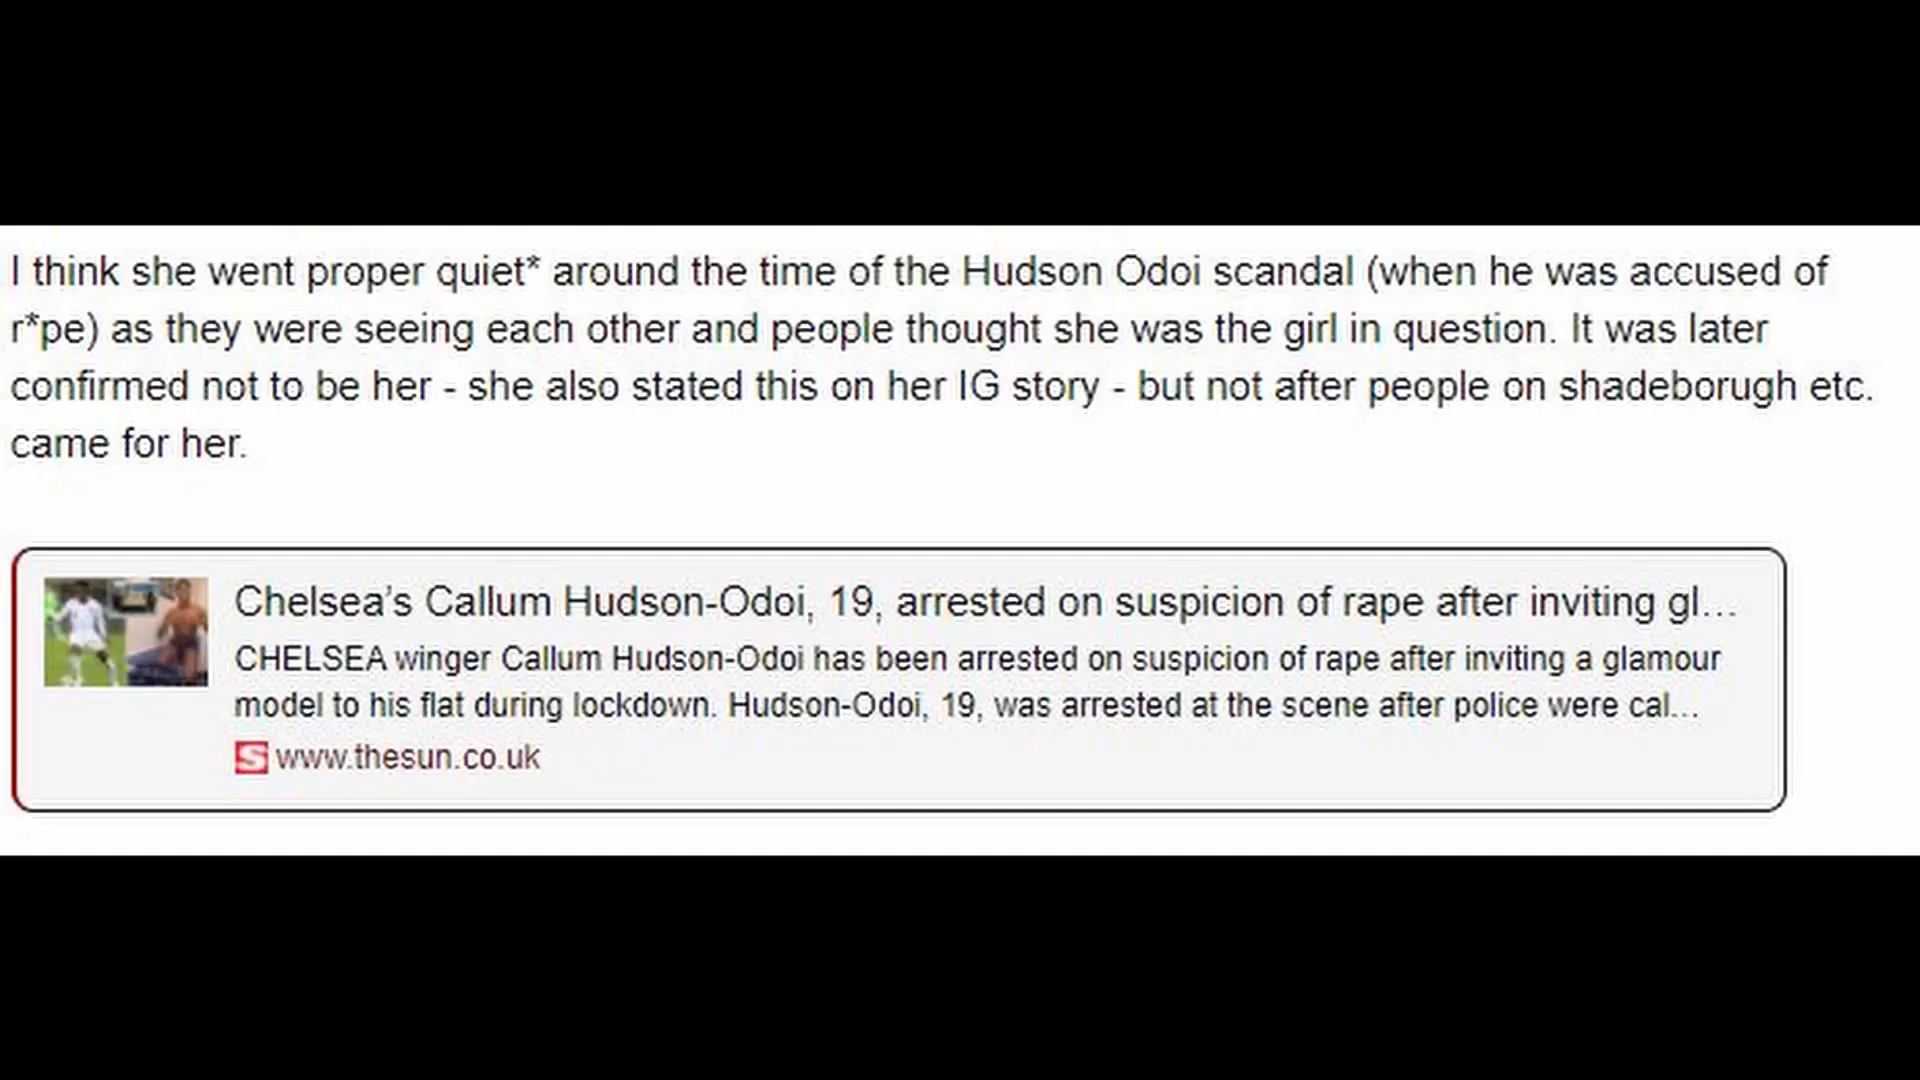 I think she went proper quiet* around the time of the Hudson Odoi scandal (when he was accused of
r*pe) as they were seeing each other and people thought she was the girl in question. It was later
confirmed not to be her - she also stated this on her IG story - but not after people on shadeborugh etc.
came for her.
Chelsea's Callum Hudson-Odoi, 19, arrested on suspicion of rape after inviting gl...
CHELSEA winger Callum Hudson-Odoi has been arrested on suspicion of rape after inviting a glamour
model to his flat during lockdown. Hudson-Odoi, 19, was arrested at the scene after police were cal...
S www.thesun.co.uk